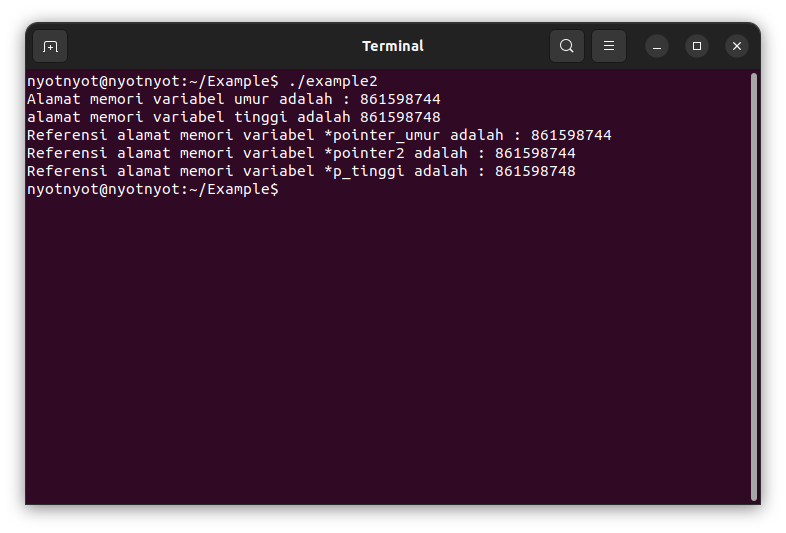 Terminal
nyotnyot@nyotnyot:~/Example$ ./example2
Alamat memori variabel umur adalah : 861598744
alamat memori variabel tinggi adalah 861598748
Referensi alamat memori variabel *pointer_umur adalah : 861598744
Referensi alamat memori variabel *pointer2 adalah : 861598744
Referensi alamat memori variabel *p_tinggi adalah : 861598748
nyotnyot@nyotnyot:~/Example$